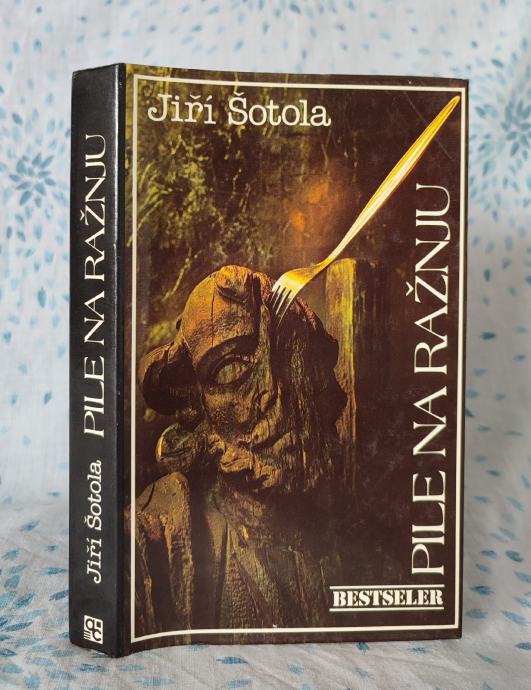 Jiří Šotola
PILE NA RAŽNJU
BESTSELER
Jiří Šotola PILE NA RAŽNJU